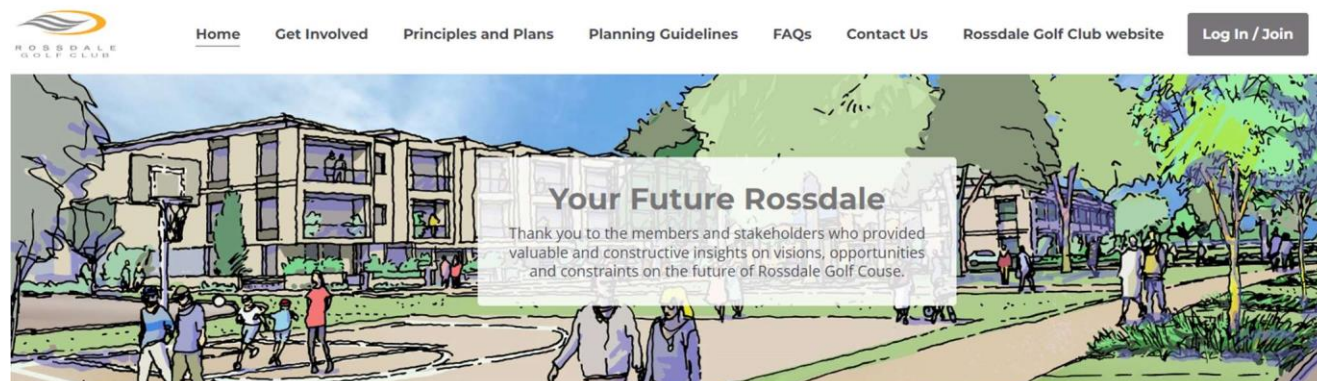 ROSSDALE
GOLF CLUB
Home Get Involved Principles and Plans Planning Guidelines FAQs Contact Us Rossdale Golf Club website Log In / Join
Your Future Rossdale
Thank you to the members and stakeholders who provided
valuable and constructive insights on visions, opportunities
and constraints on the future of Rossdale Golf Couse.